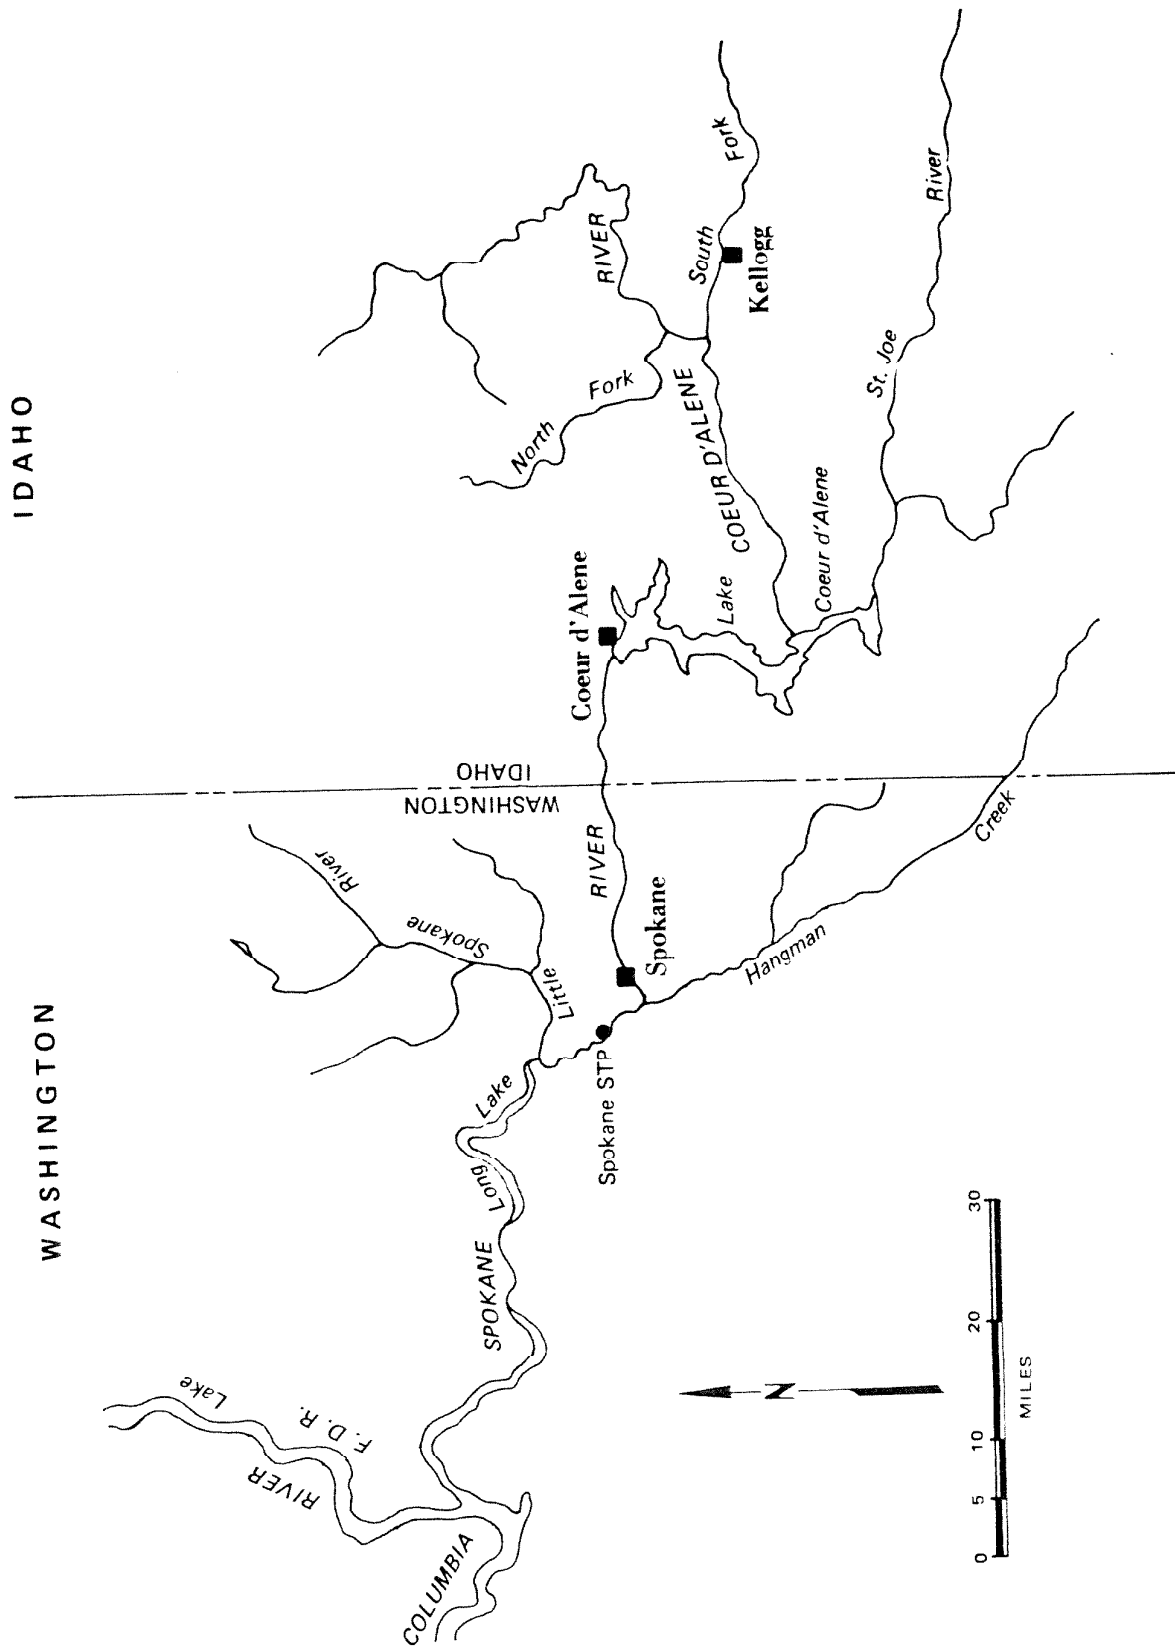 WASHINGTON
IDAHO
COLUMBIA
RIVER
F. D. R.
Lake
SPOKANE
Long
Lake
Little
Spokane
River
WASHINGTON
IDAHO
Spokane STP
Spokane
RIVER
Coeur d'Alene
Hangman
Creek
Lake
Coeur d'Alene
North
Fork
COEUR D'ALENE
RIVER
South
Fork
Kellogg
St. Joe
River
N
0 5 10 20 30
MILES